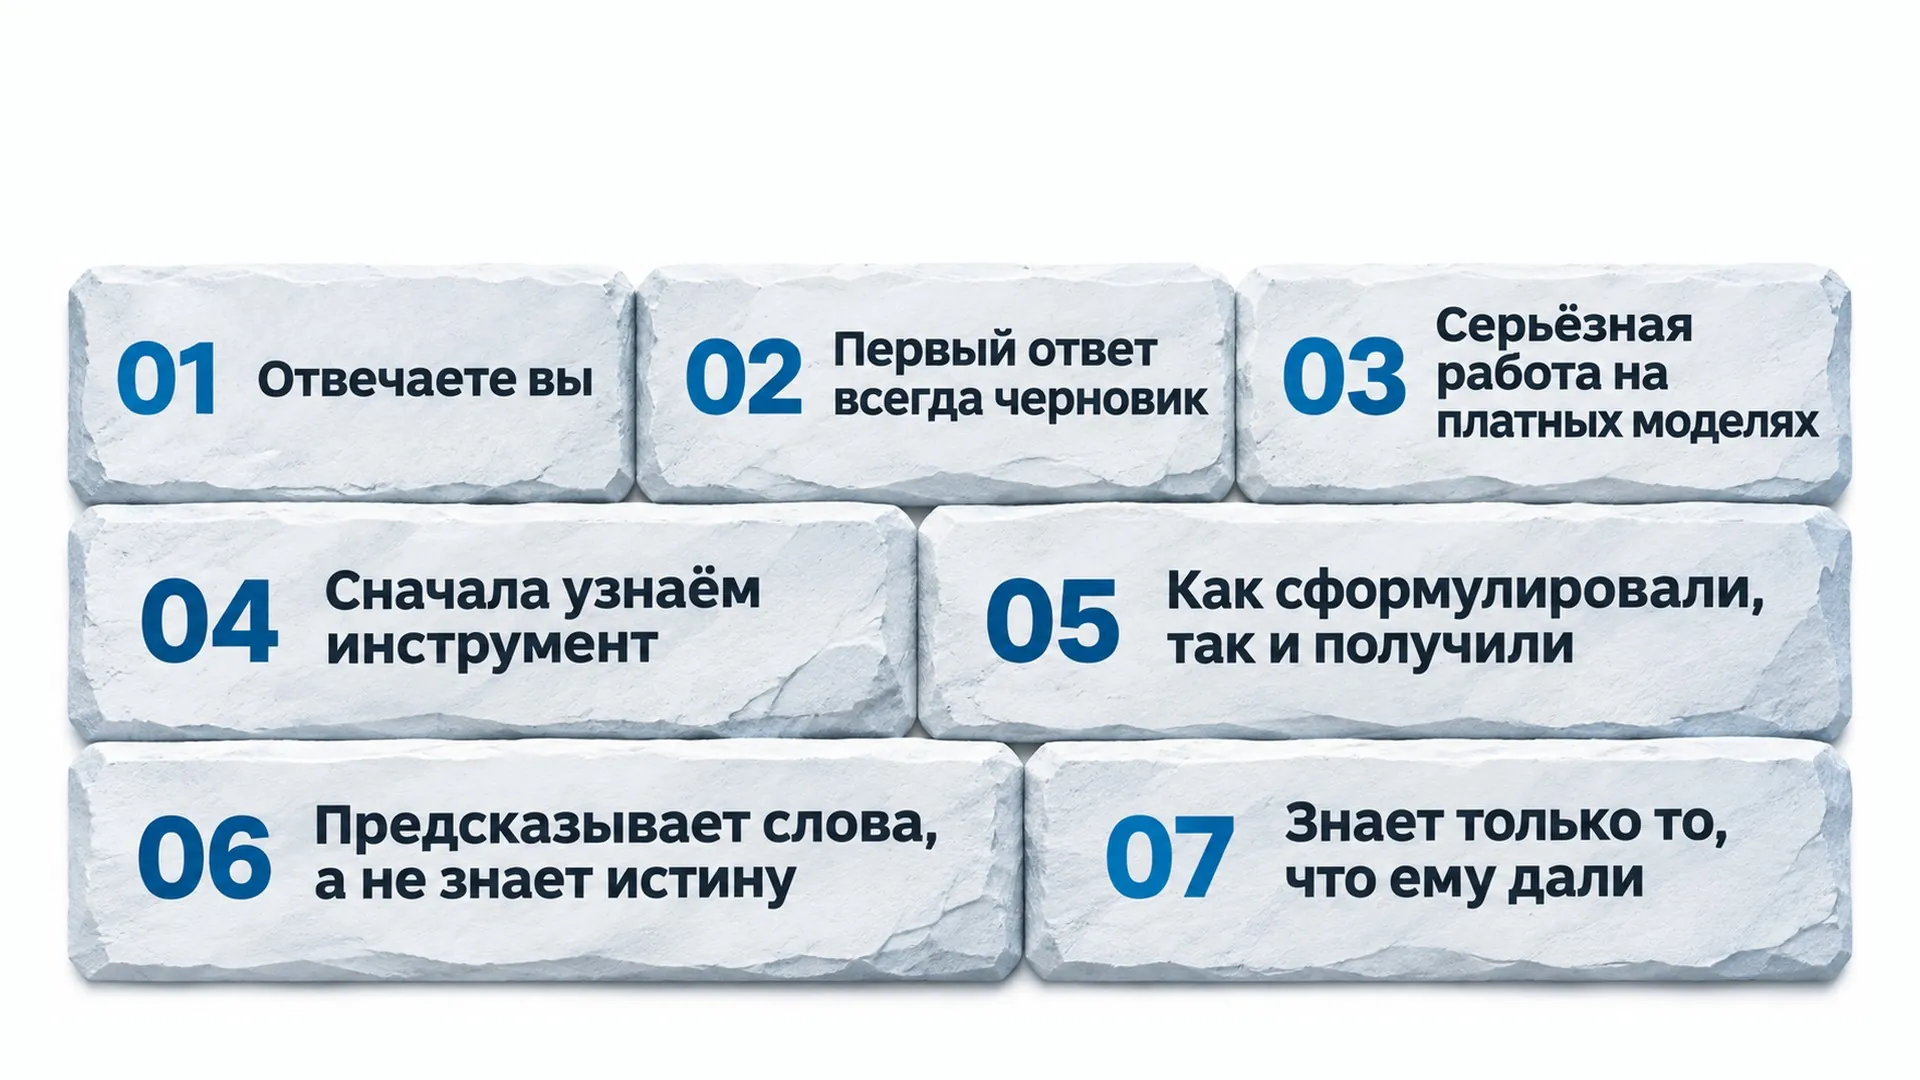 01 Отвечаете вы
02 Первый ответ
всегда черновик
03 Серьёзная
работа на
платных моделях
04 Сначала узнаём
инструмент
05 Как сформулировали,
так и получили
06 Предсказывает слова,
а не знает истину
07 Знает только то,
что ему дали